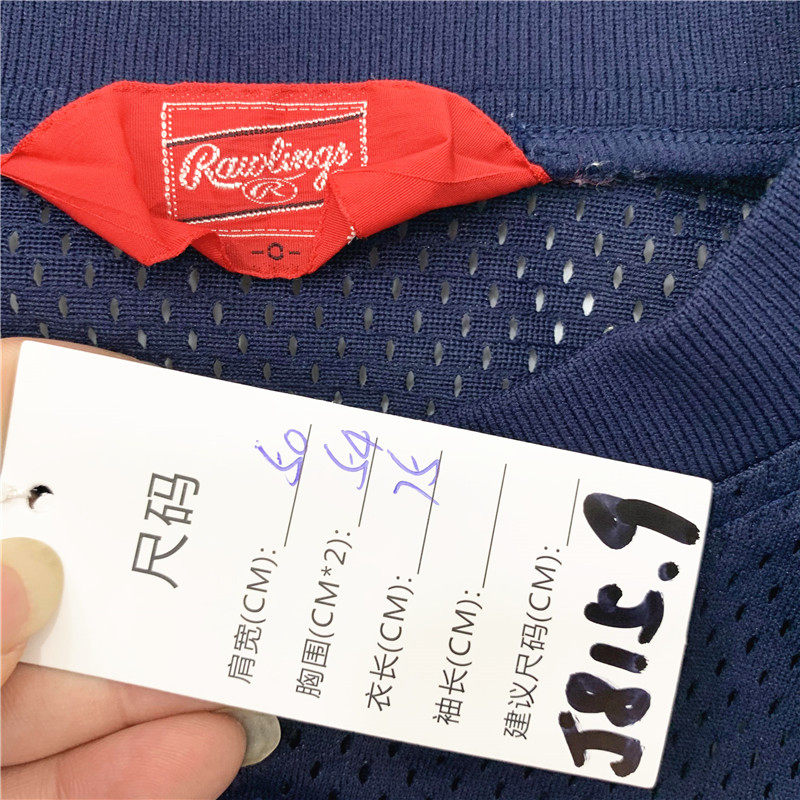 Rawlings
R
-O-
尺码
肩宽(CM): 50
胸围(CM*2): 54
衣长(CM): 75
袖长(CM):
建议尺码(CM):
J815.9